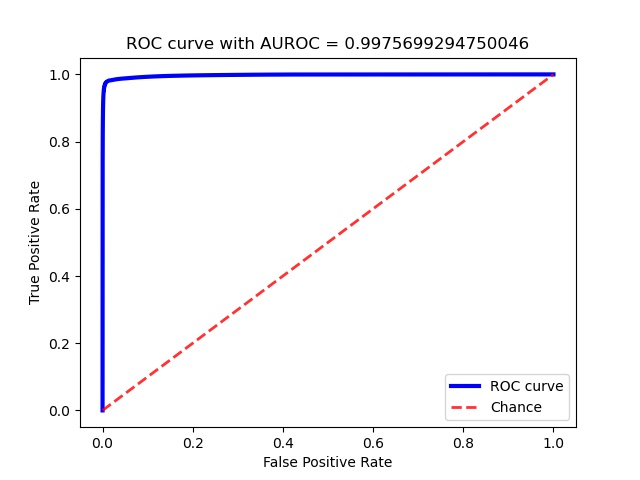 ROC curve with AUROC = 0.9975699294750046
1.0
0.8
0.6
0.4
0.2
0.0
True Positive Rate
0.0 0.2 0.4 0.6 0.8 1.0
False Positive Rate
ROC curve
Chance